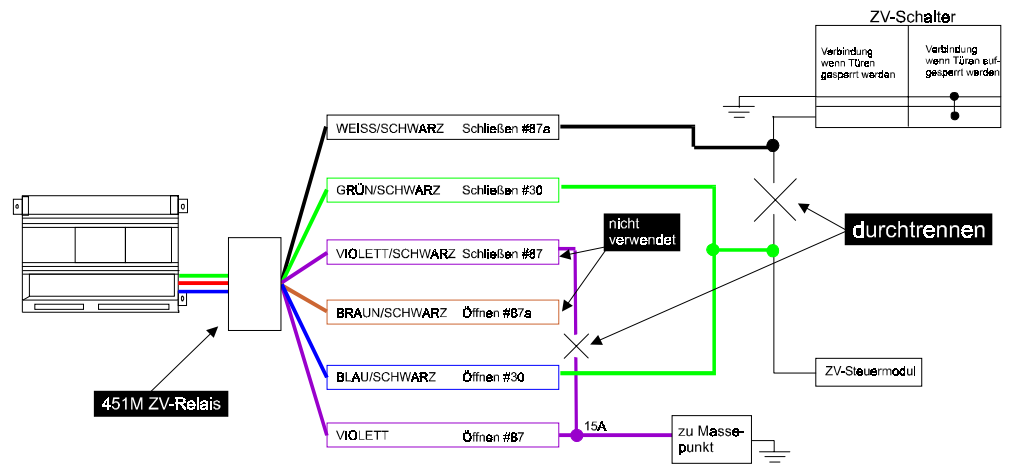 ZV-Schalter
Verbindung
wenn Türen
gesperrt werden
Verbindung
wenn Türen auf-
gesperrt werden
WEISS/SCHWARZ Schließen #87a
GRÜN/SCHWARZ Schließen #30
nicht
verwendet
durchtrennen
VIOLETT/SCHWARZ Schließen #87
BRAUN/SCHWARZ Öffnen #87a
BLAU/SCHWARZ Öffnen #30
ZV-Steuermodul
451M ZV-Relais
VIOLETT Öffnen #87
15A
zu Masse-
punkt